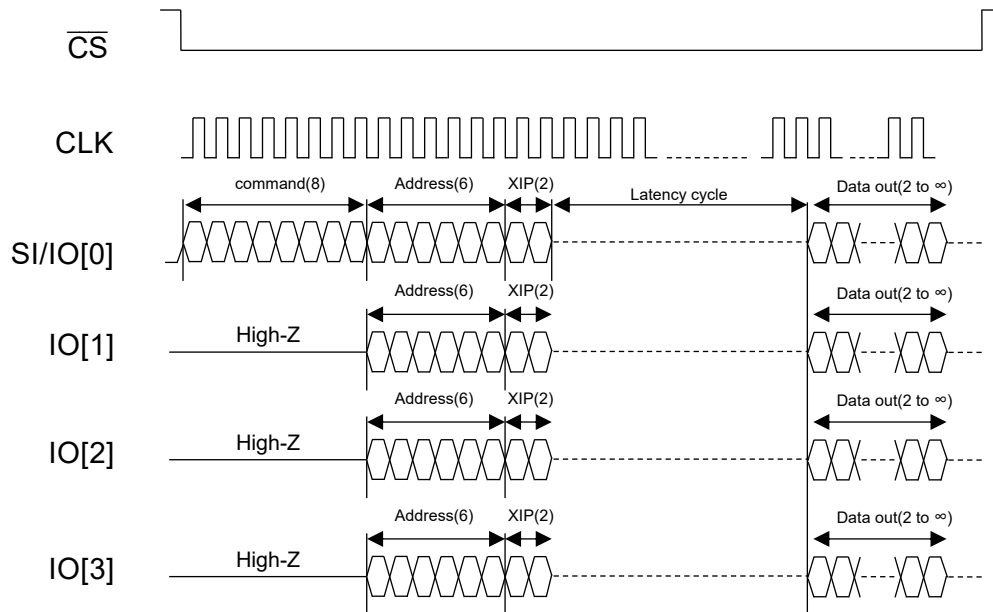 CS
CLK
command(8) Address(6) XIP(2) Latency cycle Data out(2 to ∞)
SI/IO[0]
Address(6) XIP(2) Data out(2 to ∞)
IO[1] High-Z
Address(6) XIP(2) Data out(2 to ∞)
IO[2] High-Z
Address(6) XIP(2) Data out(2 to ∞)
IO[3] High-Z